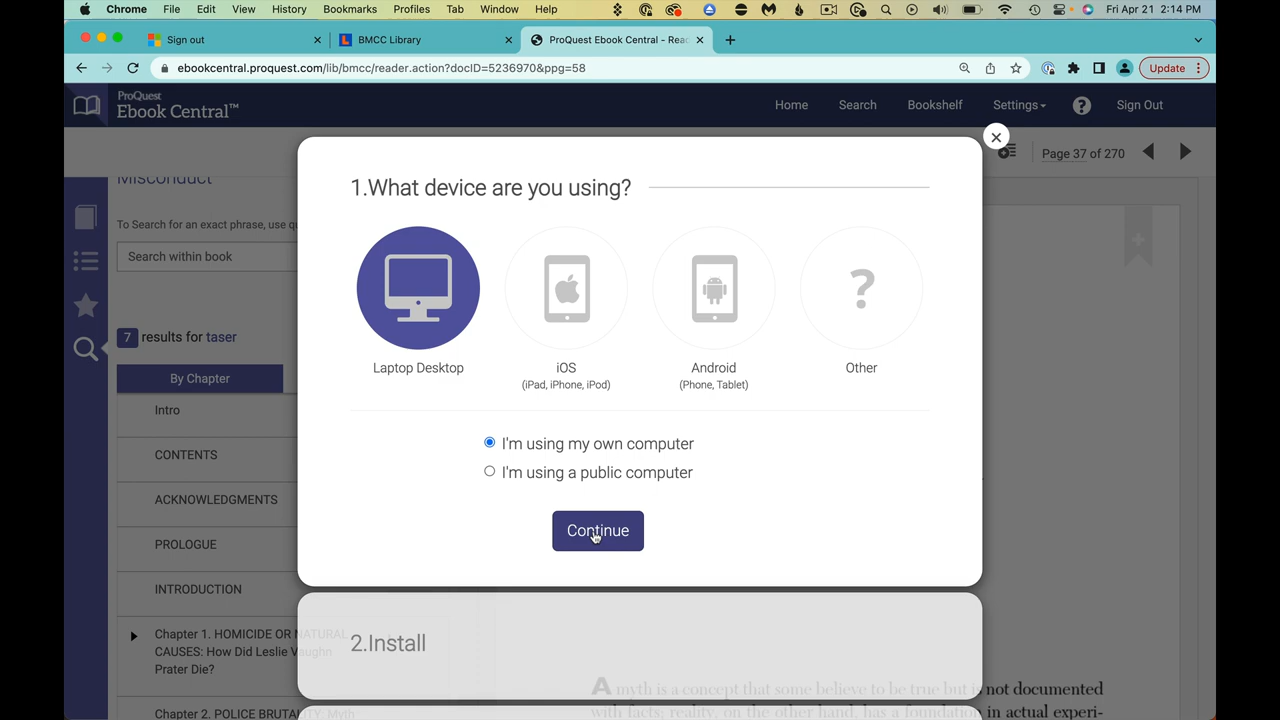 Chrome File Edit View History Bookmarks Profiles Tab Window Help Fri Apr 21 2:14 PM
Sign out
BMCC Library
ProQuest Ebook Central - Rea
ebookcentral.proquest.com/lib/bmcc/reader.action?docID=5236970&ppg=58
Update
ProQuest
Ebook Central™
Home Search Bookshelf Settings Sign Out
Page 37 of 270
Misconduct
To Search for an exact phrase, use q
Search within book
7 results for taser
By Chapter
Intro
CONTENTS
ACKNOWLEDGMENTS
PROLOGUE
INTRODUCTION
Chapter 1. HOMICIDE OR NATURAL
CAUSES: How Did Leslie Vaughn
Prater Die?
Chapter 2. POLICE BRUTALITY: Myth
1.What device are you using?
Laptop Desktop
iOS
(iPad, iPhone, iPod)
Android
(Phone, Tablet)
?
Other
I'm using my own computer
I'm using a public computer
Continue
2.Install
A myth is a concept that some believe to be true but is not documented
with facts; reality, on the other hand, has a foundation in actual experi-